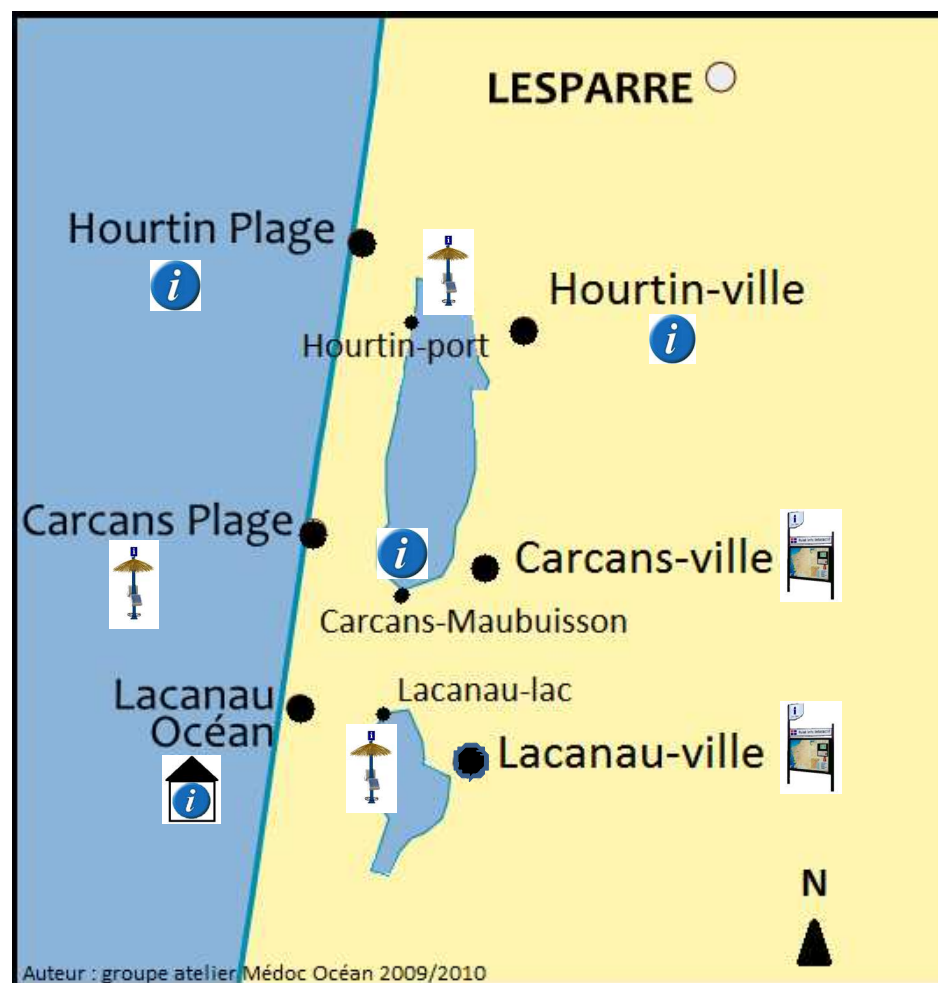 LESPARRE
Hourtin Plage
i
i
Hourtin-ville
i
Hourtin-port
Carcans Plage
i
i
Carcans-ville
i
Carcans-Maubuisson
Lacanau
Océan
i
Lacanau-lac
i
Lacanau-ville
i
N
Auteur : groupe atelier Médoc Océan 2009/2010